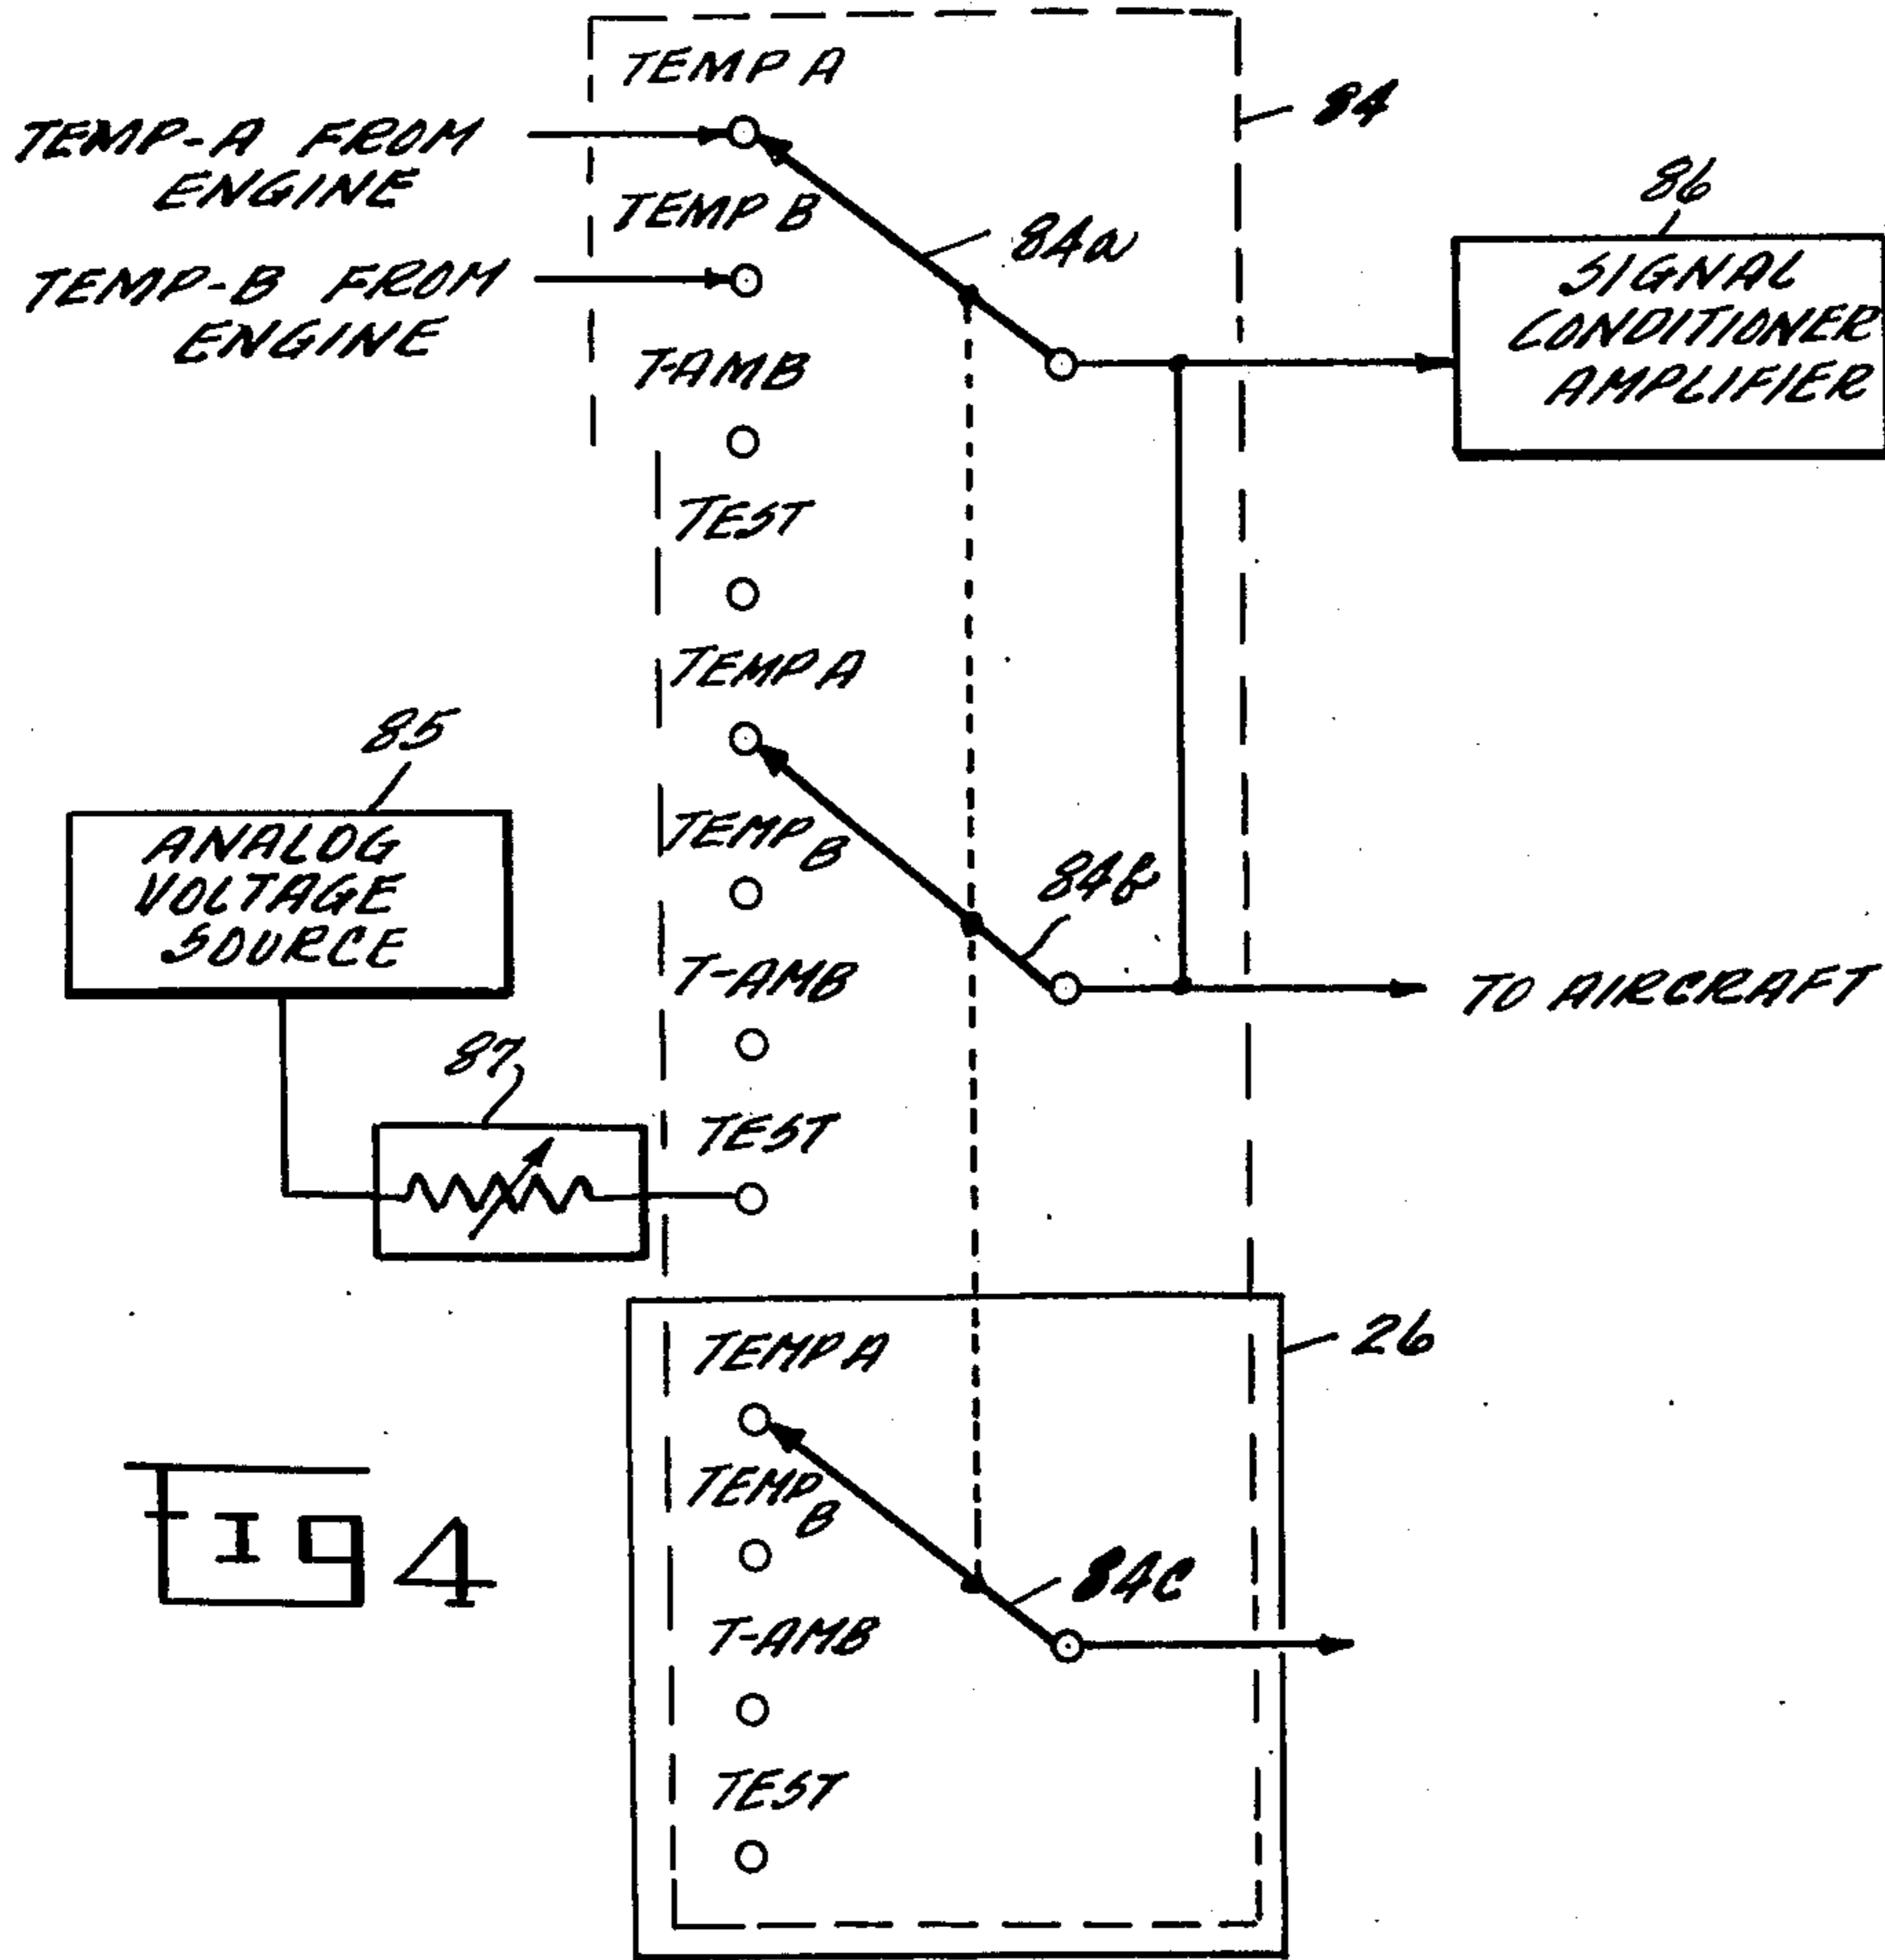 TEMP A
84
TEMP-A FROM
ENGINE
86
TEMP B
84a
SIGNAL
CONDITIONER
AMPLIFIER
TEMP-B FROM
ENGINE
T-AMB
TEST
TEMP A
85
TEMP B
84b
ANALOG
VOLTAGE
SOURCE
T-AMB
TO AIRCRAFT
87
TEST
26
TEMP A
TEMP B
84c
T-AMB
TEST
FIG 4